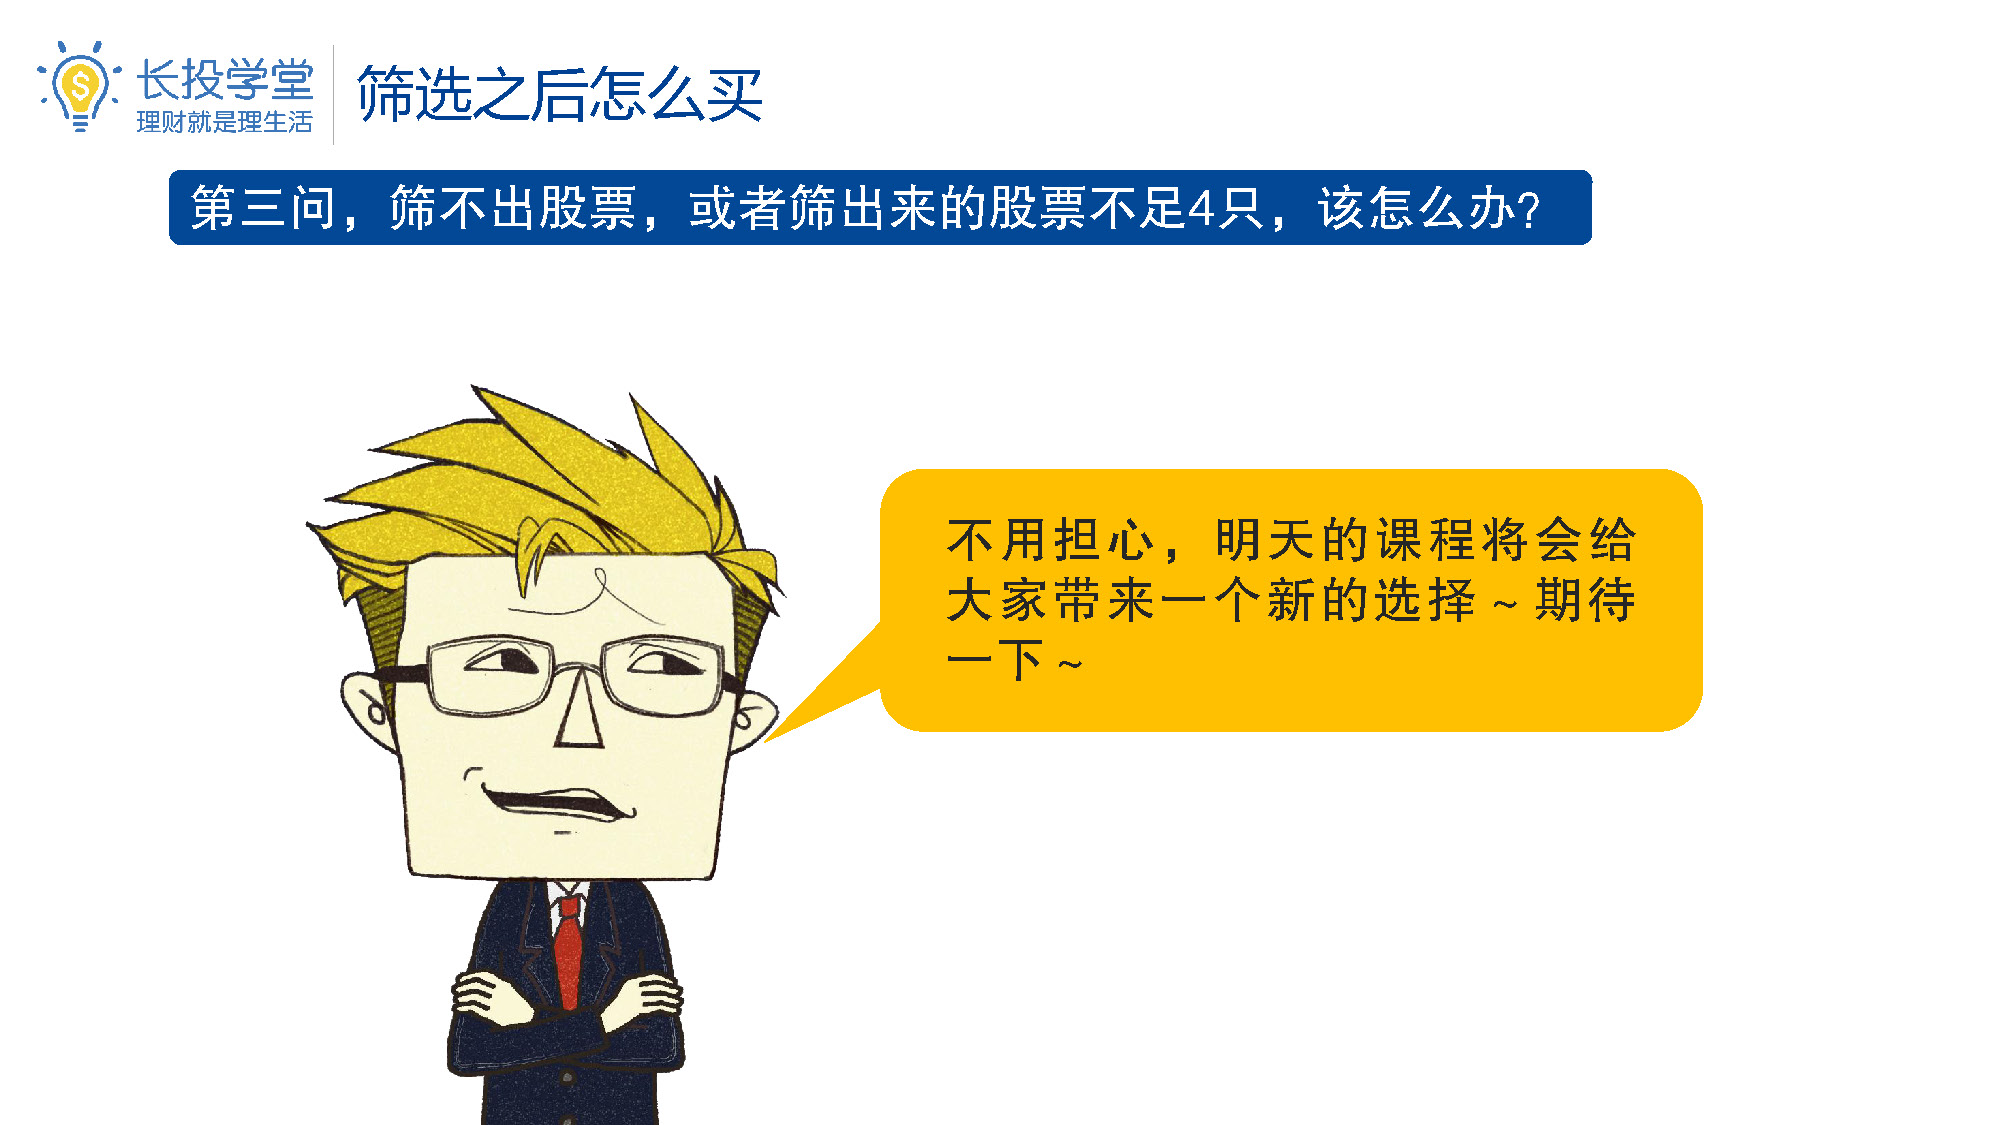 长投学堂
理财就是理生活
筛选之后怎么买
第三问，筛不出股票，或者筛出来的股票不足4只，该怎么办?
不用担心，明天的课程将会给
大家带来一个新的选择~期待
一下~